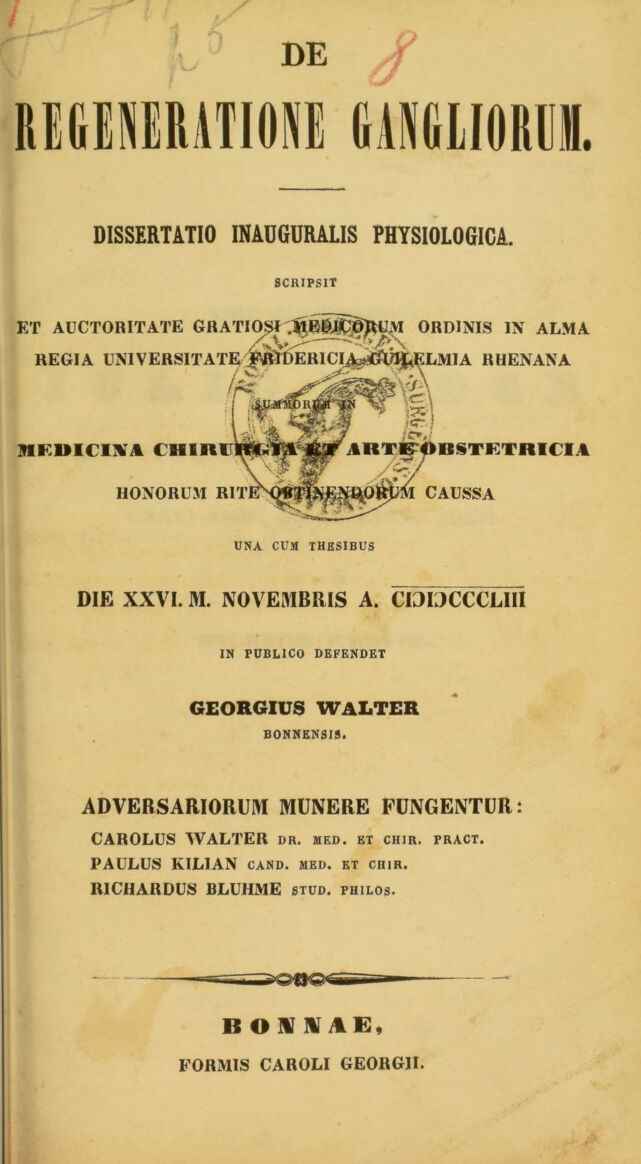 8
DE
REGENERATIONE GANGLIORUM.
DISSERTATIO INAUGURALIS PHYSIOLOGICA.
SCRIPSIT
ET AUCTORITATE GRATIOSI MEDICORUM ORDINIS IN ALMA
REGIA UNIVERSITATE FRIDERICIA GUILELMIA RHENANA
SUMMORUM IN
MEDICINA CHIRURGIA ET ARTE OBSTETRICIA
HONORUM RITE OBTINENDORUM CAUSSA
UNA CUM THESIBUS
DIE XXVI. M. NOVEMBRIS A. CIƆIƆCCCLIII
IN PUBLICO DEFENDET
GEORGIUS WALTER
BONNENSIS.
ADVERSARIORUM MUNERE FUNGENTUR:
CAROLUS WALTER DR. MED. ET CHIR. PRACT.
PAULUS KILIAN CAND. MED. ET CHIR.
RICHARDUS BLUHME STUD. PHILOS.
BONNAE,
FORMIS CAROLI GEORGII.